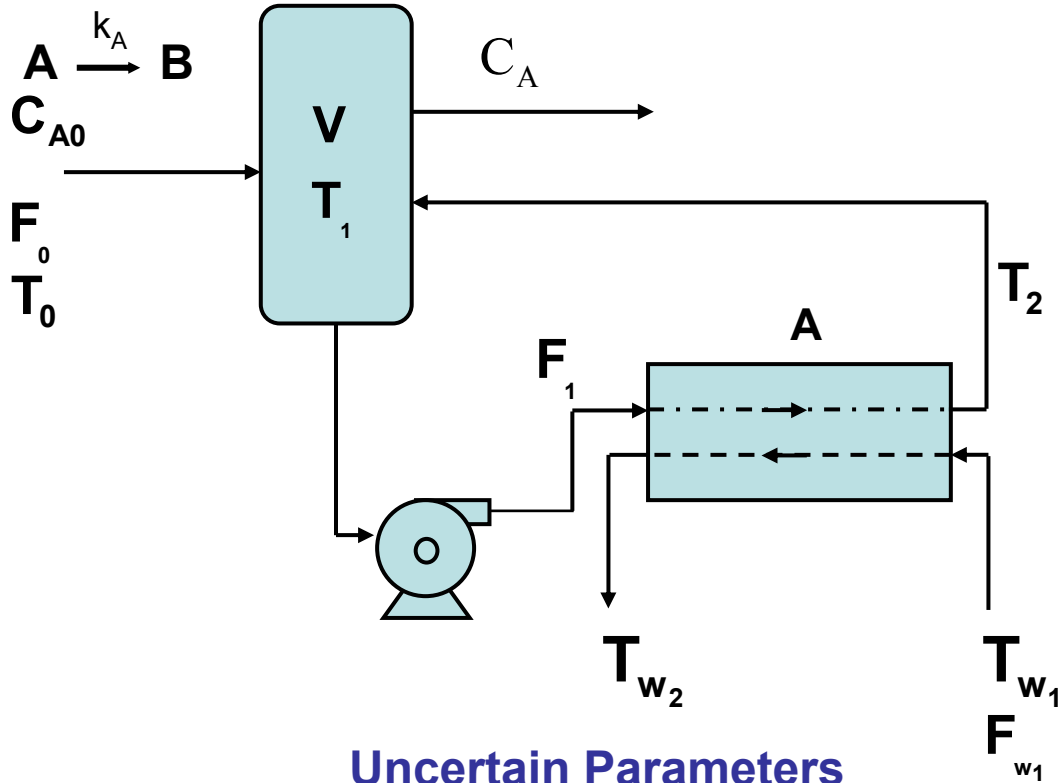 k_A
A B
C_A0
F_0
T_0
V
T_1
C_A
T_2
A
F_1
T_w2
T_w1
F_w1
Uncertain Parameters